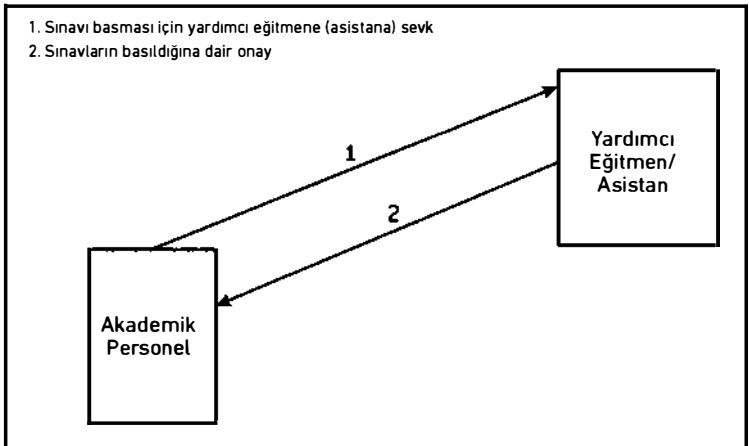 1. Sınavı basması için yardımcı eğitmene (asistana) sevk
2. Sınavların basıldığına dair onay
1
Yardımcı
Eğitmen/
Asistan
2
Akademik
Personel